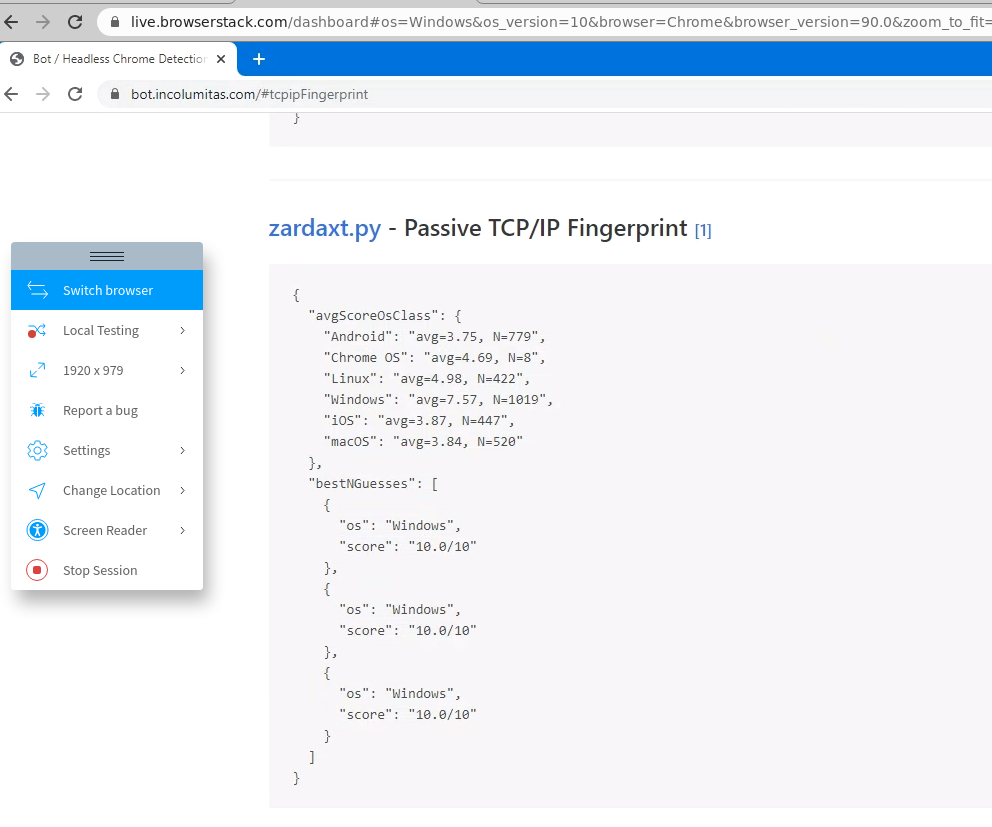 live.browserstack.com/dashboard#os=Windows&os_version=10&browser=Chrome&browser_version=90.0&zoom_to_fit=
Bot / Headless Chrome Detection
bot.incolumitas.com/#tcpipFingerprint
}
zardaxt.py - Passive TCP/IP Fingerprint [1]
Switch browser
Local Testing
1920 x 979
Report a bug
Settings
Change Location
Screen Reader
Stop Session
{
"avgScoreOsClass": {
"Android": "avg=3.75, N=779",
"Chrome OS": "avg=4.69, N=8",
"Linux": "avg=4.98, N=422",
"Windows": "avg=7.57, N=1019",
"iOS": "avg=3.87, N=447",
"macOS": "avg=3.84, N=520"
},
"bestNGuesses": [
{
"os": "Windows",
"score": "10.0/10"
},
{
"os": "Windows",
"score": "10.0/10"
},
{
"os": "Windows",
"score": "10.0/10"
}
]
}